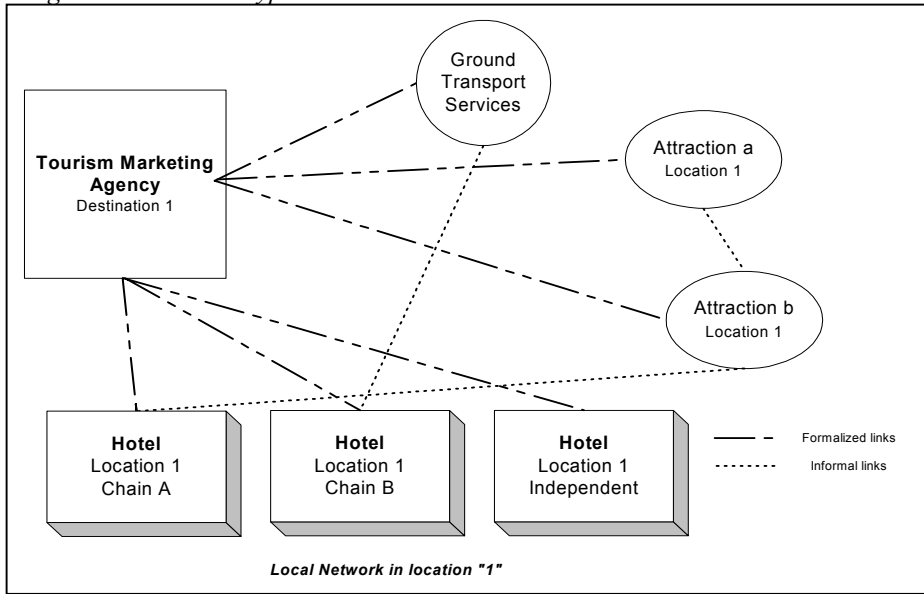 Ground
Transport
Services
Tourism Marketing
Agency
Destination 1
Attraction a
Location 1
Attraction b
Location 1
Hotel
Location 1
Chain A
Hotel
Location 1
Chain B
Hotel
Location 1
Independent
Formalized links
Informal links
Local Network in location "1"